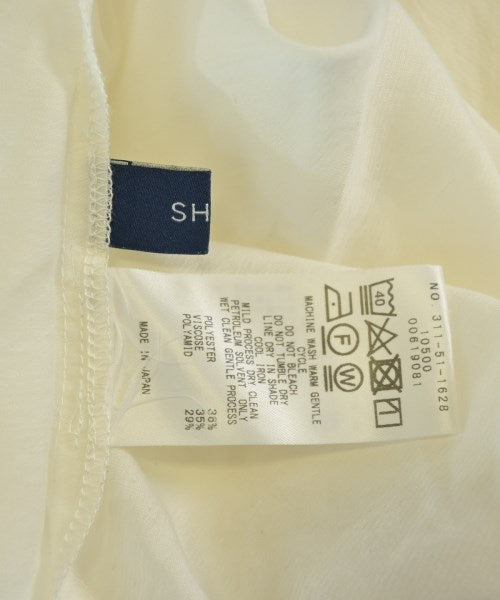 SH
NO. 311-51-1628
10500
00619081
40
F W
MACHINE WASH WARM GENTLE
CYCLE
DO NOT BLEACH
DO NOT TUMBLE DRY
LINE DRY IN SHADE
COOL IRON
MILD PROCESS DRY CLEAN
PETROLEUM SOLVENT ONLY
WET CLEAN GENTLE PROCESS
POLYESTER 36%
VISCOSE 35%
POLYAMID 29%
MADE IN JAPAN